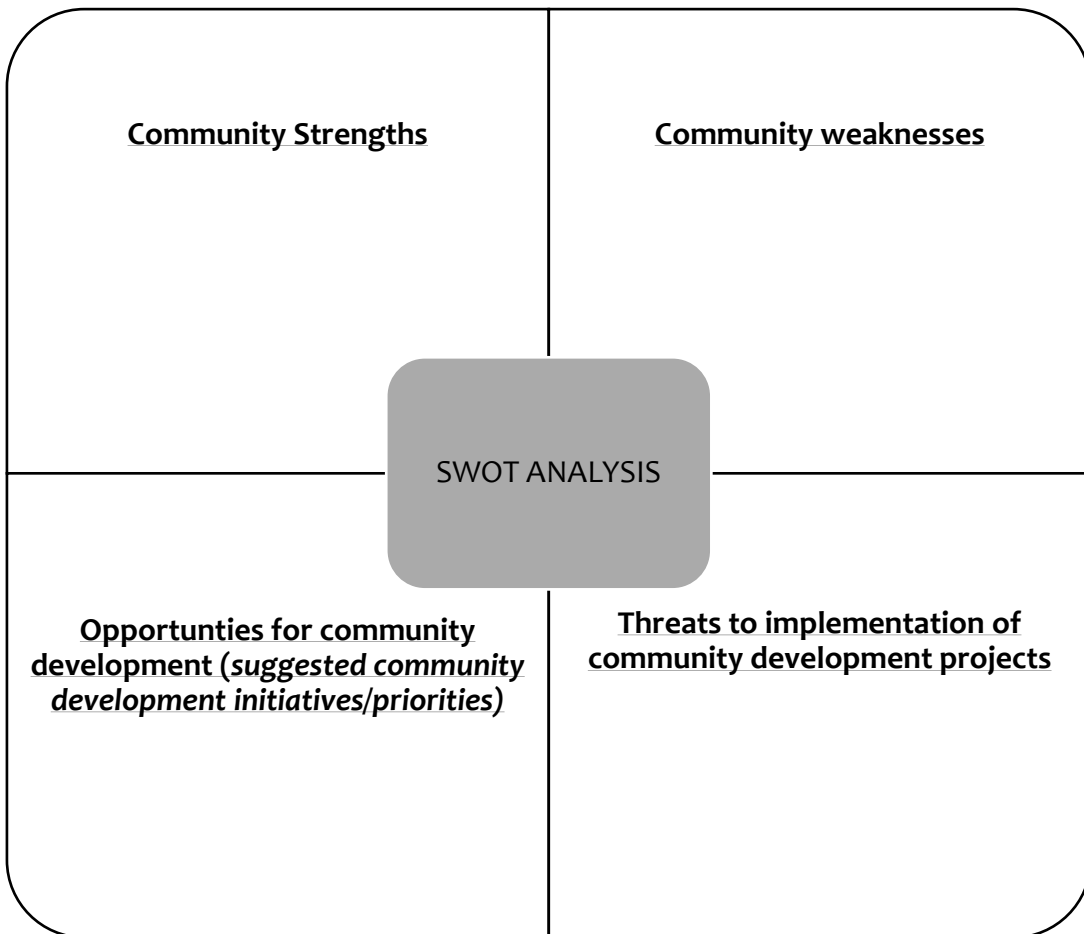 Community Strengths
Community weaknesses
SWOT ANALYSIS
Opportunties for community
development (suggested community
development initiatives/priorities)
Threats to implementation of
community development projects